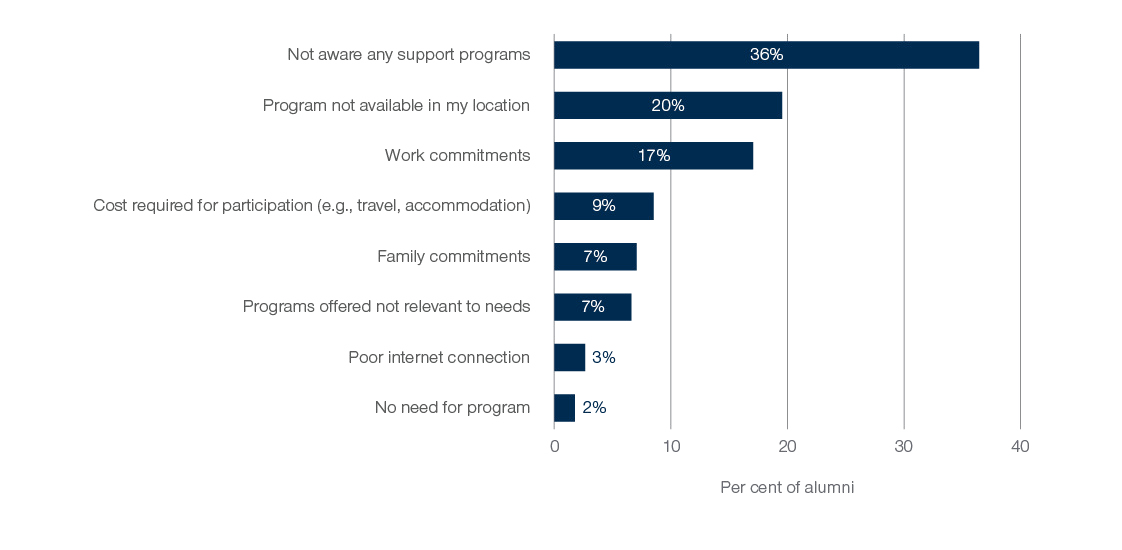 Not aware any support programs
36%
Program not available in my location
20%
Work commitments
17%
Cost required for participation (e.g., travel, accommodation)
9%
Family commitments
7%
Programs offered not relevant to needs
7%
Poor internet connection
3%
No need for program
2%
0 10 20 30 40
Per cent of alumni